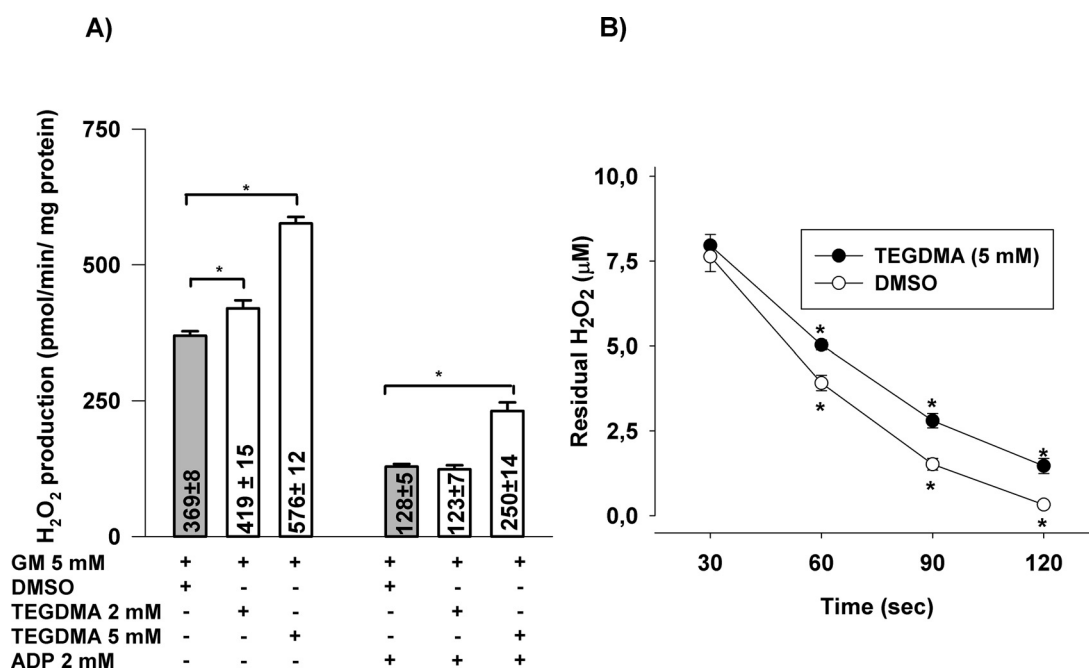 A)
H₂O₂ production (pmol/min/ mg protein)
750
500
250
0
*
*
*
369±8
419 ± 15
576± 12
128±5
123±7
250±14
GM 5 mM + + + + + +
DMSO + - - + - -
TEGDMA 2 mM - + - - + -
TEGDMA 5 mM - - + - - +
ADP 2 mM - - - + + +
B)
Residual H₂O₂ (µM)
10,0
7,5
5,0
2,5
0,0
TEGDMA (5 mM)
DMSO
*
*
*
*
*
*
30 60 90 120
Time (sec)